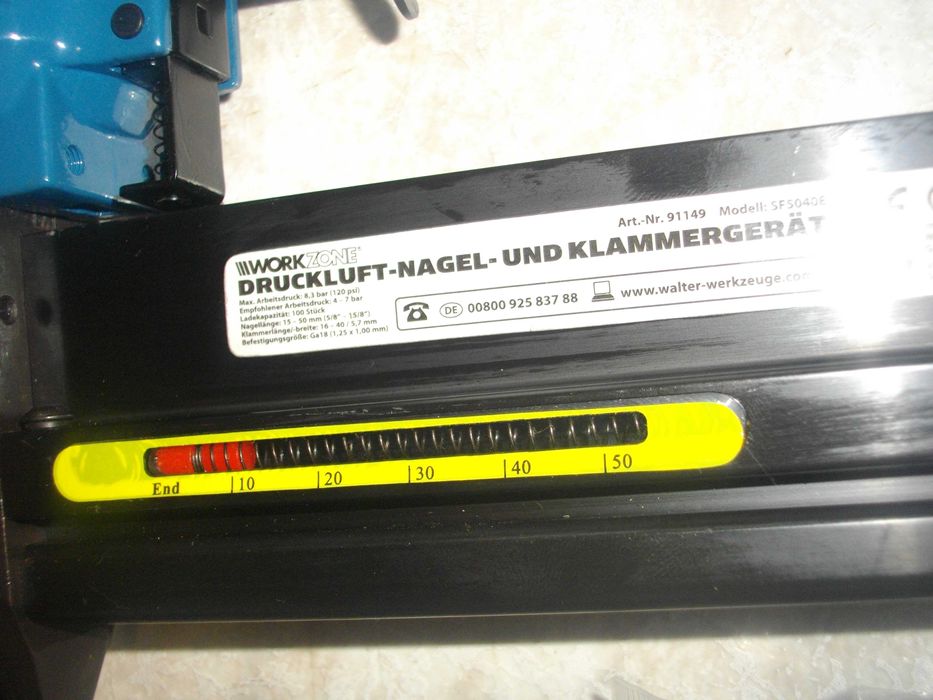 Art.-Nr. 91149 Modell: SF5040E
WORKZONE®
DRUCKLUFT-NAGEL- UND KLAMMERGERÄT
Max. Arbeitsdruck: 8,3 bar (120 psi)
Empfohlener Arbeitsdruck: 4 - 7 bar
Ladekapazität: 100 Stück
Nagellänge: 15 - 50 mm (5/8" - 15/8")
Klammerlänge/-breite: 16 - 40 / 5,7 mm
Befestigungsgröße: Ga18 (1,25 x 1,00 mm)
DE 00800 925 837 88 www.walter-werkzeuge.com
End 10 20 30 40 50